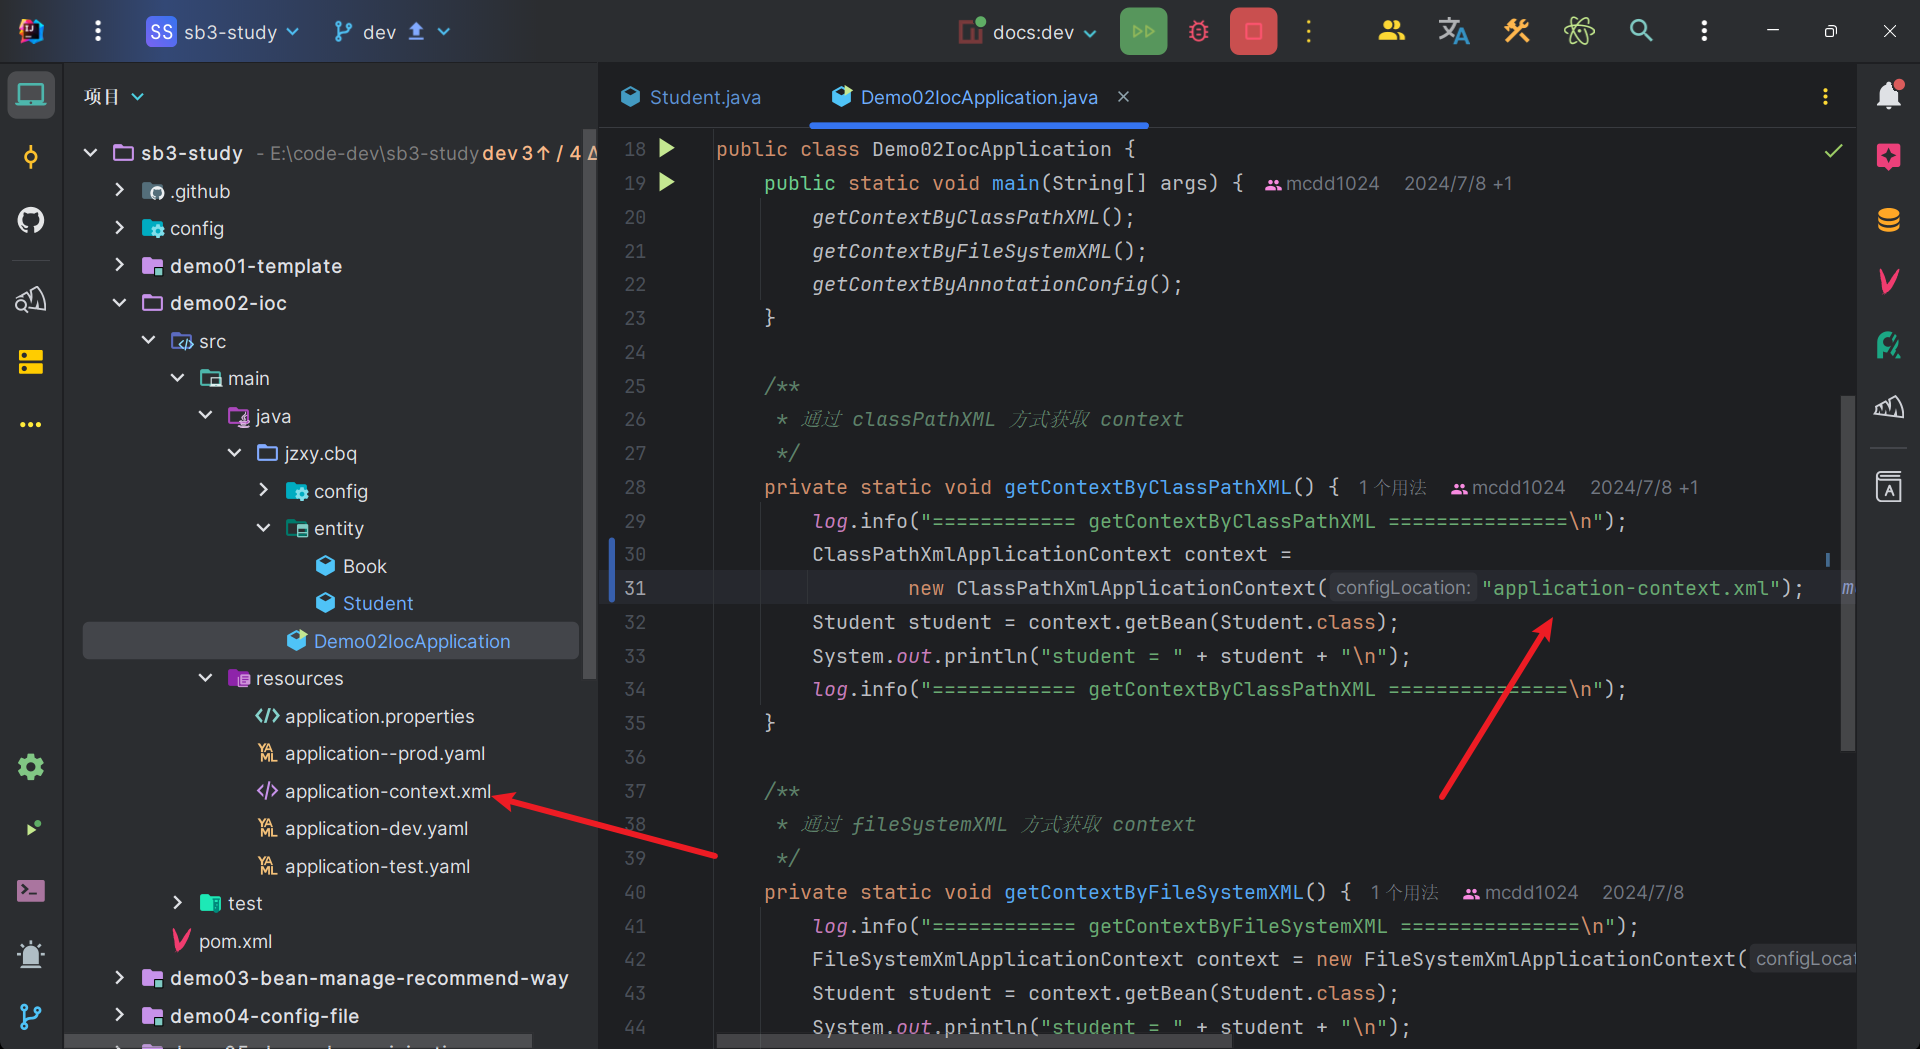 SS sb3-study dev docs:dev
项目
Student.java Demo02IocApplication.java
sb3-study - E:\code-dev\sb3-study dev 3↑ / 4 Δ
.github
config
demo01-template
demo02-ioc
src
main
java
jzxy.cbq
config
entity
Book
Student
Demo02IocApplication
resources
application.properties
application--prod.yaml
application-context.xml
application-dev.yaml
application-test.yaml
test
pom.xml
demo03-bean-manage-recommend-way
demo04-config-file
18 public class Demo02IocApplication {
19 public static void main(String[] args) { mcdd1024 2024/7/8 +1
20 getContextByClassPathXML();
21 getContextByFileSystemXML();
22 getContextByAnnotationConfig();
23 }
24
25 /**
26 * 通过 classPathXML 方式获取 context
27 */
28 private static void getContextByClassPathXML() { 1 个用法 mcdd1024 2024/7/8 +1
29 log.info("============ getContextByClassPathXML ===============\n");
30 ClassPathXmlApplicationContext context =
31 new ClassPathXmlApplicationContext( configLocation: "application-context.xml");
32 Student student = context.getBean(Student.class);
33 System.out.println("student = " + student + "\n");
34 log.info("============ getContextByClassPathXML ===============\n");
35 }
36
37 /**
38 * 通过 fileSystemXML 方式获取 context
39 */
40 private static void getContextByFileSystemXML() { 1 个用法 mcdd1024 2024/7/8
41 log.info("============ getContextByFileSystemXML ===============\n");
42 FileSystemXmlApplicationContext context = new FileSystemXmlApplicationContext( configLocat
43 Student student = context.getBean(Student.class);
44 System.out.println("student = " + student + "\n");